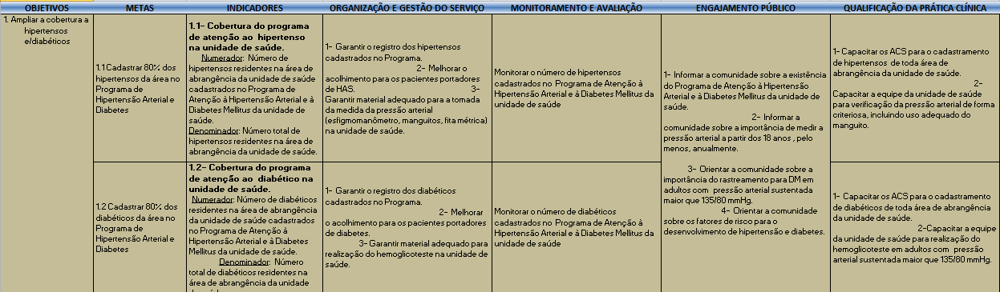 OBJETIVOS
METAS
INDICADORES
ORGANIZAÇÃO E GESTÃO DO SERVIÇO
MONITORAMENTO E AVALIAÇÃO
ENGAJAMENTO PÚBLICO
QUALIFICAÇÃO DA PRÁTICA CLÍNICA
1. Ampliar a cobertura a
hipertensos
e/diabéticos
1.1 Cadastrar 80% dos
hipertensos da área no
Programa de
Hipertensão Arterial e
Diabetes
1.1- Cobertura do programa
de atenção ao hipertenso
na unidade de saúde.
Numerador: Número de
hipertensos residentes na área de
abrangência da unidade de saúde
cadastrados no Programa de
Atenção à Hipertensão Arterial e à
Diabetes Mellitus da unidade de
saúde.
Denominador: Número total de
hipertensos residentes na área de
abrangência da unidade de saúde.
1- Garantir o registro dos hipertensos
cadastrados no Programa.
2- Melhorar o
acolhimento para os pacientes portadores
de HAS. 3-
Garantir material adequado para a tomada
da medida da pressão arterial
(esfigmomanômetro, manguitos, fita métrica)
na unidade de saúde.
Monitorar o número de hipertensos
cadastrados no Programa de Atenção à
Hipertensão Arterial e à Diabetes Mellitus da
unidade de saúde
1- Informar a comunidade sobre a existência
do Programa de Atenção à Hipertensão
Arterial e à Diabetes Mellitus da unidade de
saúde.
2- Informar a
comunidade sobre a importância de medir a
pressão arterial a partir dos 18 anos , pelo
menos, anualmente.
3- Orientar a comunidade sobre a
importância do rastreamento para DM em
adultos com pressão arterial sustentada
maior que 135/80 mmHg.
4- Orientar a comunidade
sobre os fatores de risco para o
desenvolvimento de hipertensão e diabetes.
1- Capacitar os ACS para o cadastramento
de hipertensos de toda área de
abrangência da unidade de saúde.
2-
Capacitar a equipe da unidade de saúde
para verificação da pressão arterial de forma
criteriosa, incluindo uso adequado do
manguito.
1.2 Cadastrar 80% dos
diabéticos da área no
Programa de
Hipertensão Arterial e
Diabetes
1.2- Cobertura do programa
de atenção ao diabético na
unidade de saúde.
Numerador: Número de diabéticos
residentes na área de abrangência
da unidade de saúde cadastrados
no Programa de Atenção à
Hipertensão Arterial e à Diabetes
Mellitus da unidade de saúde.
Denominador: Número
total de diabéticos residentes na
área de abrangência da unidade
1- Garantir o registro dos diabéticos
cadastrados no Programa.
2- Melhorar
o acolhimento para os pacientes portadores
de diabetes.
3- Garantir material adequado para
realização do hemoglicoteste na unidade de
saúde.
Monitorar o número de diabéticos
cadastrados no Programa de Atenção à
Hipertensão Arterial e à Diabetes Mellitus da
unidade de saúde
1- Capacitar os ACS para o cadastramento
de diabéticos de toda área de abrangência
da unidade de saúde.
2-Capacitar a equipe
da unidade de saúde para realização do
hemoglicoteste em adultos com pressão
arterial sustentada maior que 135/80 mmHg.